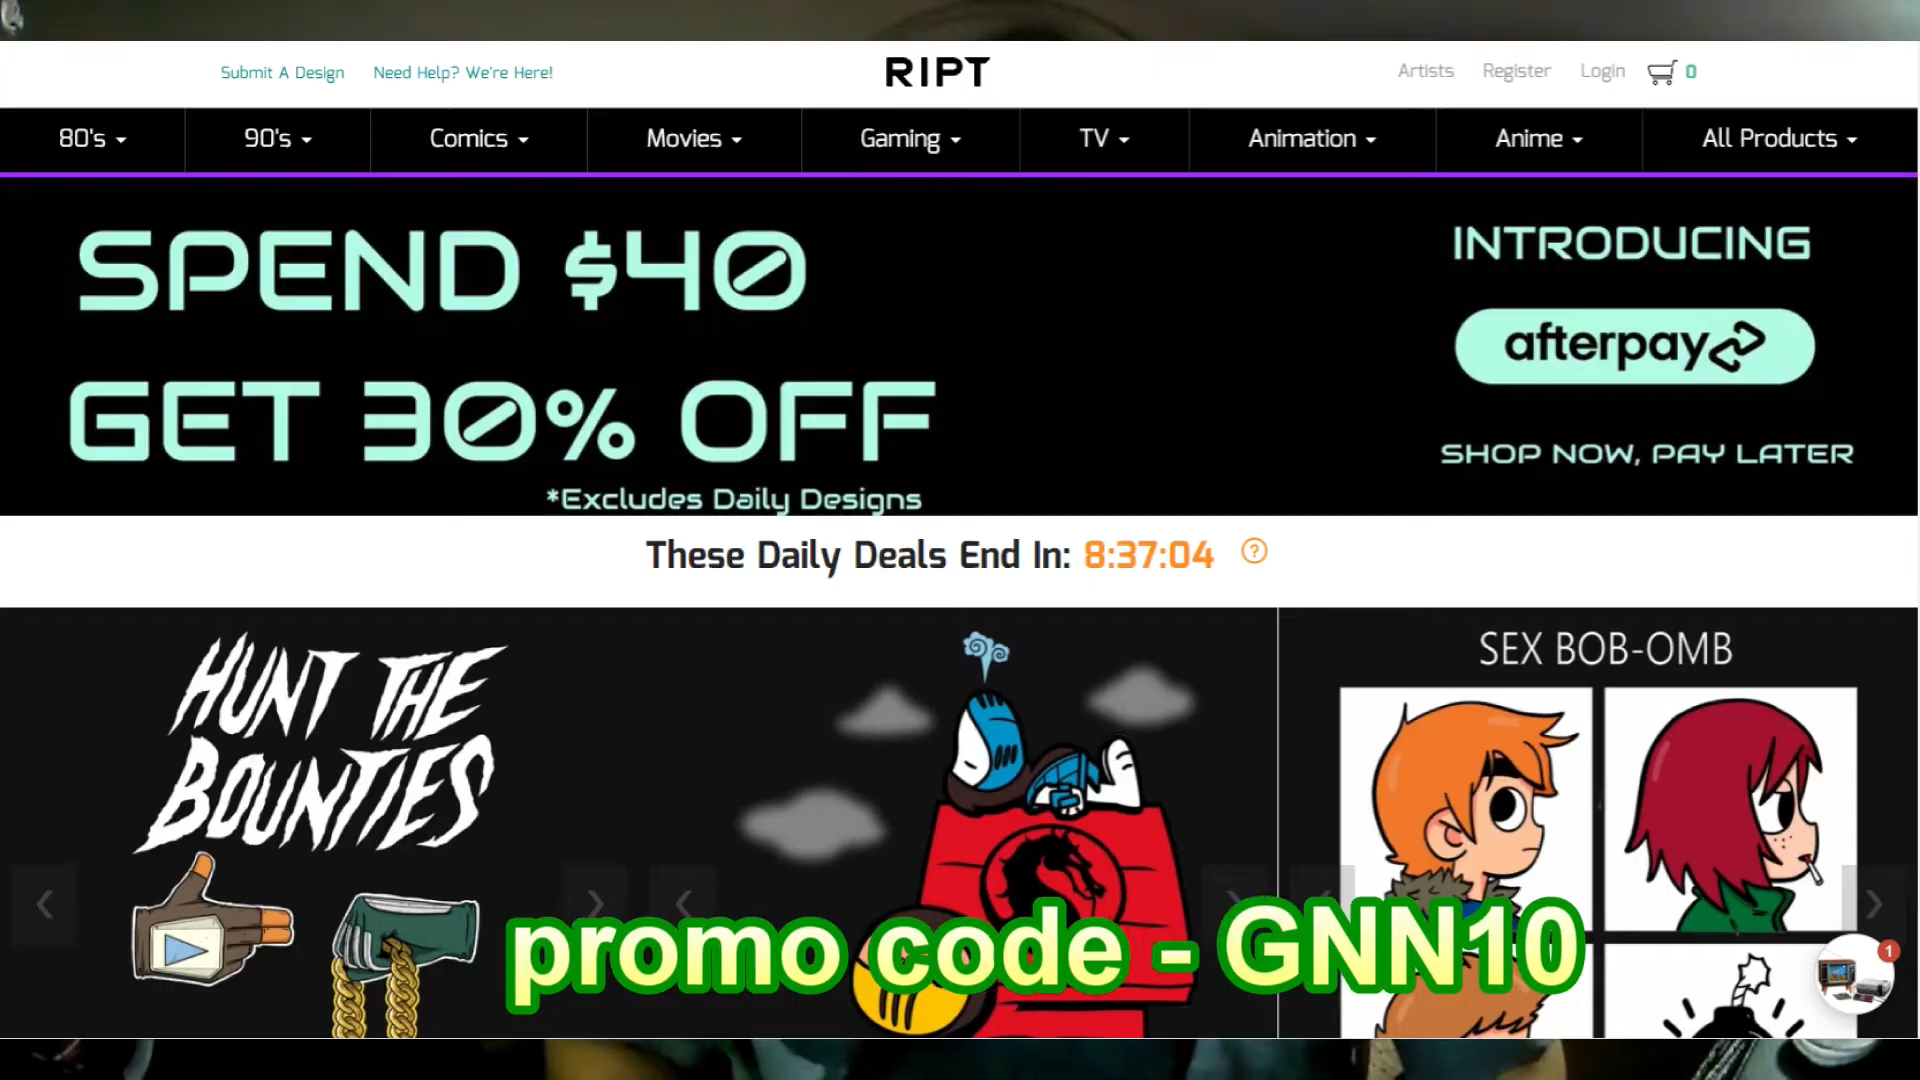 Submit A Design
Need Help? We're Here!
RIPT
Artists
Register
Login
0
80's
90's
Comics
Movies
Gaming
TV
Animation
Anime
All Products
SPEND $40
GET 30% OFF
*Excludes Daily Designs
INTRODUCING
afterpay
SHOP NOW, PAY LATER
These Daily Deals End In: 8:37:04 ?
HUNT THE
BOUNTIES
SEX BOB-OMB
promo code - GNN10
1